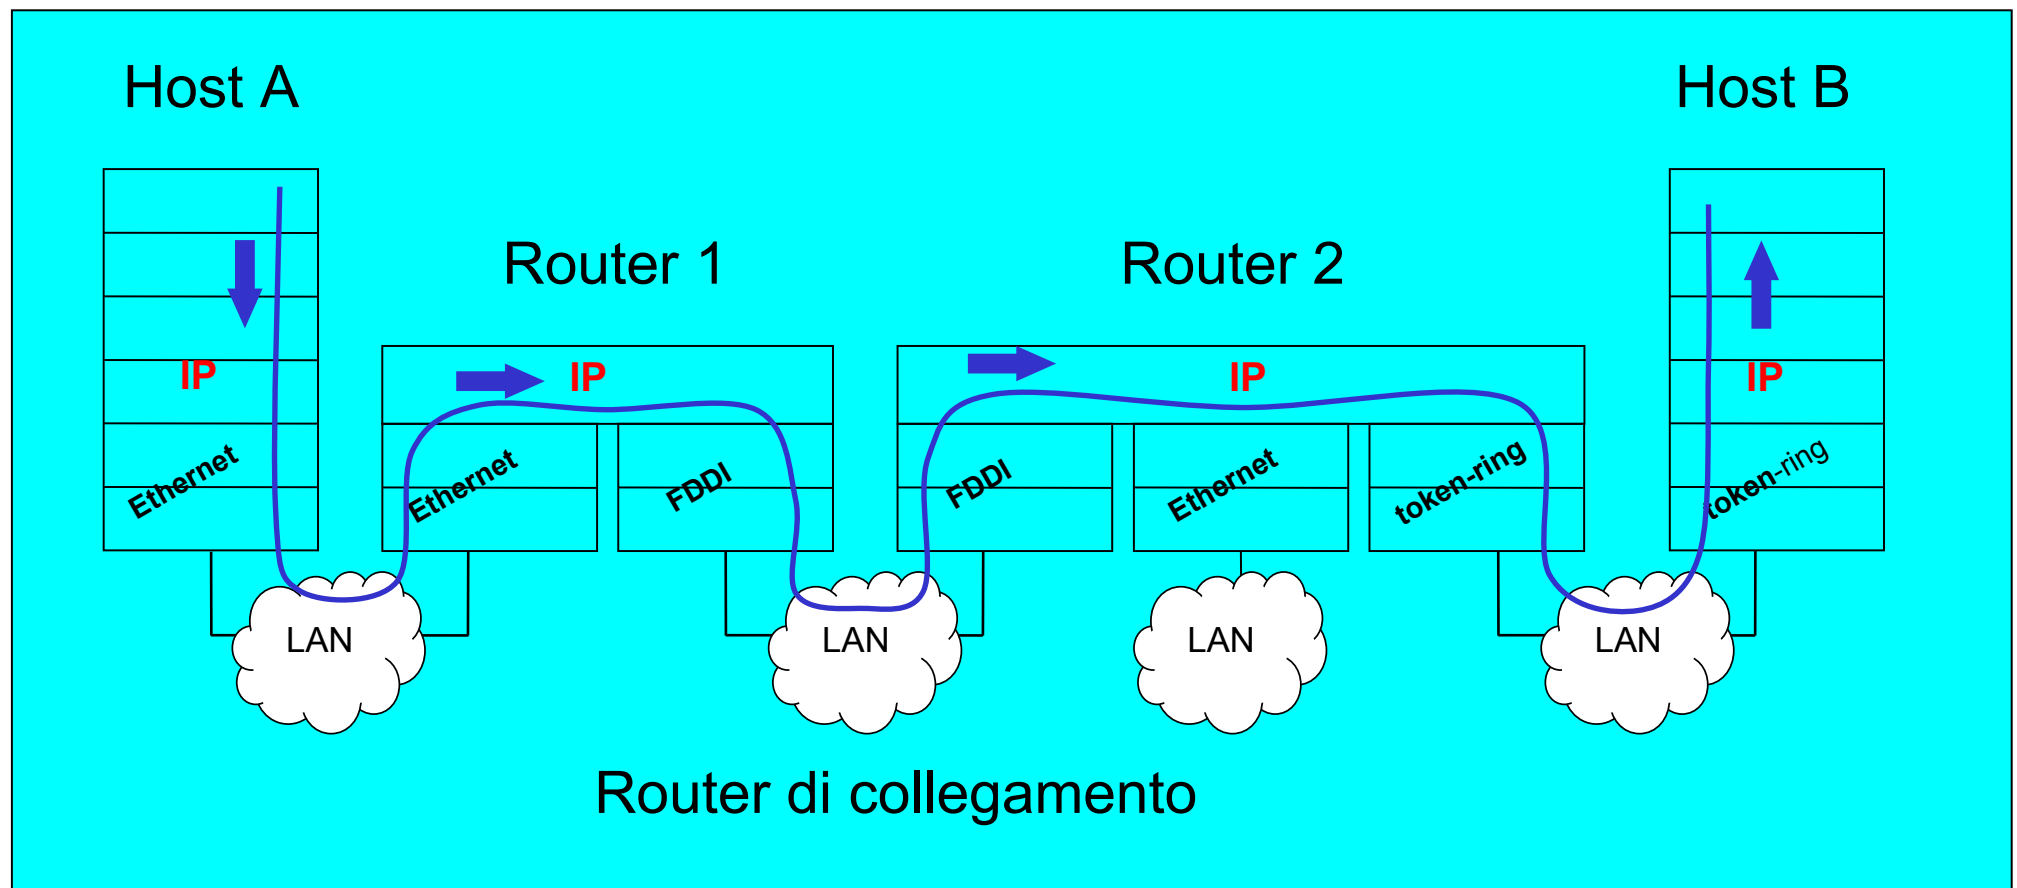 Host A
Host B
Router 1
Router 2
IP
IP
IP
IP
Ethernet
Ethernet
FDDI
FDDI
Ethernet
token-ring
token-ring
LAN
LAN
LAN
LAN
Router di collegamento